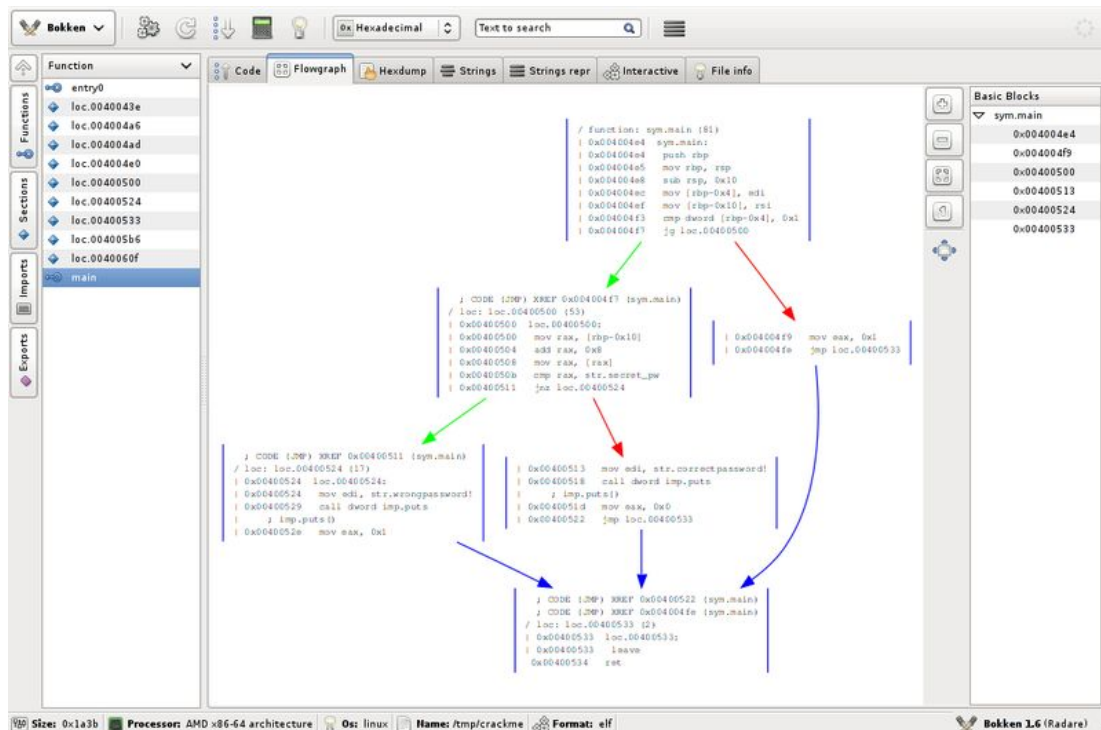 Bokken
0x Hexadecimal
Text to search
Function
entry0
loc.0040043e
loc.004004a6
loc.004004ad
loc.004004e0
loc.00400500
loc.00400524
loc.00400533
loc.004005b6
loc.0040060f
main
Functions
Sections
Imports
Exports
Code
Flowgraph
Hexdump
Strings
Strings repr
Interactive
File info
/ function: sym.main (81)
| 0x004004e4 sym.main:
| 0x004004e4 push rbp
| 0x004004e5 mov rbp, rsp
| 0x004004e8 sub rsp, 0x10
| 0x004004ec mov [rbp-0x4], edi
| 0x004004ef mov [rbp-0x10], rsi
| 0x004004f3 cmp dword [rbp-0x4], 0x1
| 0x004004f7 jg loc.00400500
; CODE (JMP) XREF 0x004004f7 (sym.main)
/ loc: loc.00400500 (53)
| 0x00400500 loc.00400500:
| 0x00400500 mov rax, [rbp-0x10]
| 0x00400504 add rax, 0x8
| 0x00400508 mov rax, [rax]
| 0x0040050b cmp rax, str.secret_pw
| 0x00400511 jnz loc.00400524
| 0x004004f9 mov eax, 0x1
| 0x004004fe jmp loc.00400533
; CODE (JMP) XREF 0x00400511 (sym.main)
/ loc: loc.00400524 (17)
| 0x00400524 loc.00400524:
| 0x00400524 mov edi, str.wrongpassword!
| 0x00400529 call dword imp.puts
| ; imp.puts()
| 0x0040052e mov eax, 0x1
| 0x00400513 mov edi, str.correctpassword!
| 0x00400518 call dword imp.puts
| ; imp.puts()
| 0x0040051d mov eax, 0x0
| 0x00400522 jmp loc.00400533
; CODE (JMP) XREF 0x00400522 (sym.main)
; CODE (JMP) XREF 0x004004fe (sym.main)
/ loc: loc.00400533 (2)
| 0x00400533 loc.00400533:
| 0x00400533 leave
0x00400534 ret
Basic Blocks
sym.main
0x004004e4
0x004004f9
0x00400500
0x00400513
0x00400524
0x00400533
Size: 0x1a3b Processor: AMD x86-64 architecture Os: linux Name: /tmp/crackme Format: elf
Bokken 1.6 (Radare)